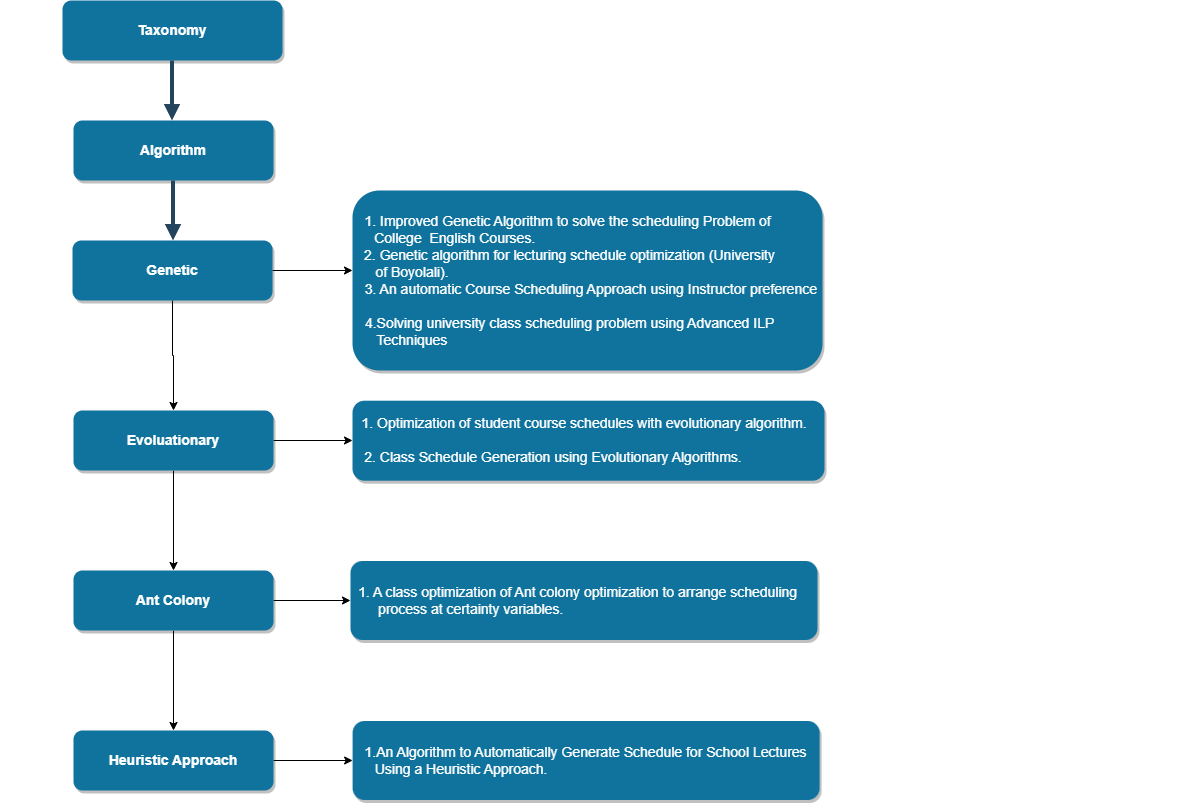 Taxonomy
Algorithm
Genetic
1. Improved Genetic Algorithm to solve the scheduling Problem of
College  English Courses.
2. Genetic algorithm for lecturing schedule optimization (University
of Boyolali).
3. An automatic Course Scheduling Approach using Instructor preference
4.Solving university class scheduling problem using Advanced ILP
Techniques
Evoluationary
1. Optimization of student course schedules with evolutionary algorithm.
2. Class Schedule Generation using Evolutionary Algorithms.
Ant Colony
1. A class optimization of Ant colony optimization to arrange scheduling
process at certainty variables.
Heuristic Approach
1.An Algorithm to Automatically Generate Schedule for School Lectures
Using a Heuristic Approach.